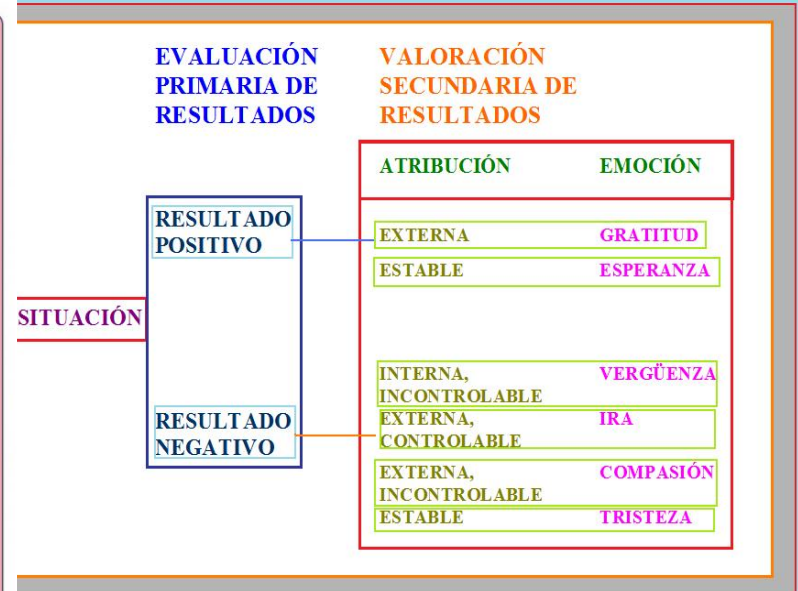 EVALUACIÓN
PRIMARIA DE
RESULTADOS
VALORACIÓN
SECUNDARIA DE
RESULTADOS
ATRIBUCIÓN EMOCIÓN
RESULTADO
POSITIVO
EXTERNA GRATITUD
ESTABLE ESPERANZA
SITUACIÓN
INTERNA, VERGÜENZA
INCONTROLABLE
RESULTADO
NEGATIVO
EXTERNA, IRA
CONTROLABLE
EXTERNA, COMPASIÓN
INCONTROLABLE
ESTABLE TRISTEZA